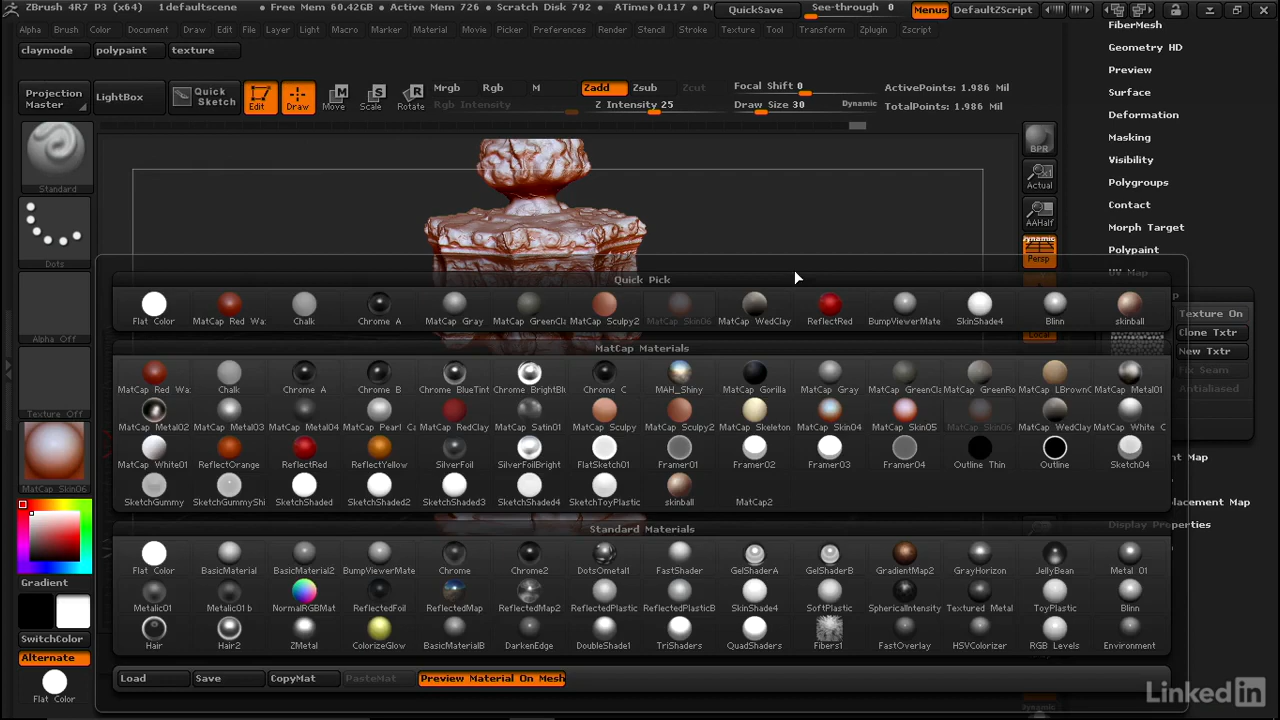 ZBrush 4R7 P3 (x64) 1defaultscene • Free Mem 60.42GB • Active Mem 726 • Scratch Disk 792 • ATime▸0.117 QuickSave See-through 0 Menus DefaultZScript
Alpha Brush Color Document Draw Edit File Layer Light Macro Marker Material Movie Picker Preferences Render Stencil Stroke Texture Tool Transform Zplugin Zscript
claymode polypaint texture
Projection Master LightBox Quick Sketch Edit Draw Move Scale Rotate
Mrgb Rgb M Zadd Zsub Zcut Focal Shift 0 ActivePoints: 1.986 Mil
Rgb Intensity Z Intensity 25 Draw Size 30 Dynamic TotalPoints: 1.986 Mil
Standard
Dots
Alpha Off
Texture Off
MatCap Skin06
Gradient
SwitchColor
Alternate
Flat Color
BPR
Actual
AAHalf
Dynamic
Persp
Local
FiberMesh
Geometry HD
Preview
Surface
Deformation
Masking
Visibility
Polygroups
Contact
Morph Target
Polypaint
UV Map
Texture On
Clone Txtr
New Txtr
Fix Seam
Antialiased
Display Properties
Quick Pick
Flat Color MatCap Red Wa: Chalk Chrome A MatCap Gray MatCap GreenCla MatCap Sculpy2 MatCap Skin06 MatCap WedClay ReflectRed BumpViewerMate SkinShade4 Blinn skinball
MatCap Materials
MatCap Red Wa: Chalk Chrome A Chrome B Chrome BlueTint Chrome BrightBlu Chrome C MAH_Shiny MatCap Gorilla MatCap Gray MatCap GreenCla MatCap GreenRo MatCap LBrownC MatCap Metal01
MatCap Metal02 MatCap Metal03 MatCap Metal04 MatCap Pearl Ca MatCap RedClay MatCap Satin01 MatCap Sculpy MatCap Sculpy2 MatCap Skeleton MatCap Skin04 MatCap Skin05 MatCap Skin06 MatCap WedClay MatCap White C
MatCap White01 ReflectOrange ReflectRed ReflectYellow SilverFoil SilverFoilBright FlatSketch01 Framer01 Framer02 Framer03 Framer04 Outline Thin Outline Sketch04
SketchGummy SketchGummyShi SketchShaded SketchShaded2 SketchShaded3 SketchShaded4 SketchToyPlastic skinball MatCap2
Standard Materials
Flat Color BasicMaterial BasicMaterial2 BumpViewerMate Chrome Chrome2 DotsOmetal1 FastShader GelShaderA GelShaderB GradientMap2 GrayHorizon JellyBean Metal 01
Metalic01 Metalic01 b NormalRGBMat ReflectedFoil ReflectedMap ReflectedMap2 ReflectedPlastic ReflectedPlasticB SkinShade4 SoftPlastic SphericalIntensity Textured Metal ToyPlastic Blinn
Hair Hair2 ZMetal ColorizeGlow BasicMaterialB DarkenEdge DoubleShade1 TriShaders QuadShaders Fibers1 FastOverlay HSVColorizer RGB Levels Environment
Load Save CopyMat PasteMat Preview Material On Mesh
LinkedIn